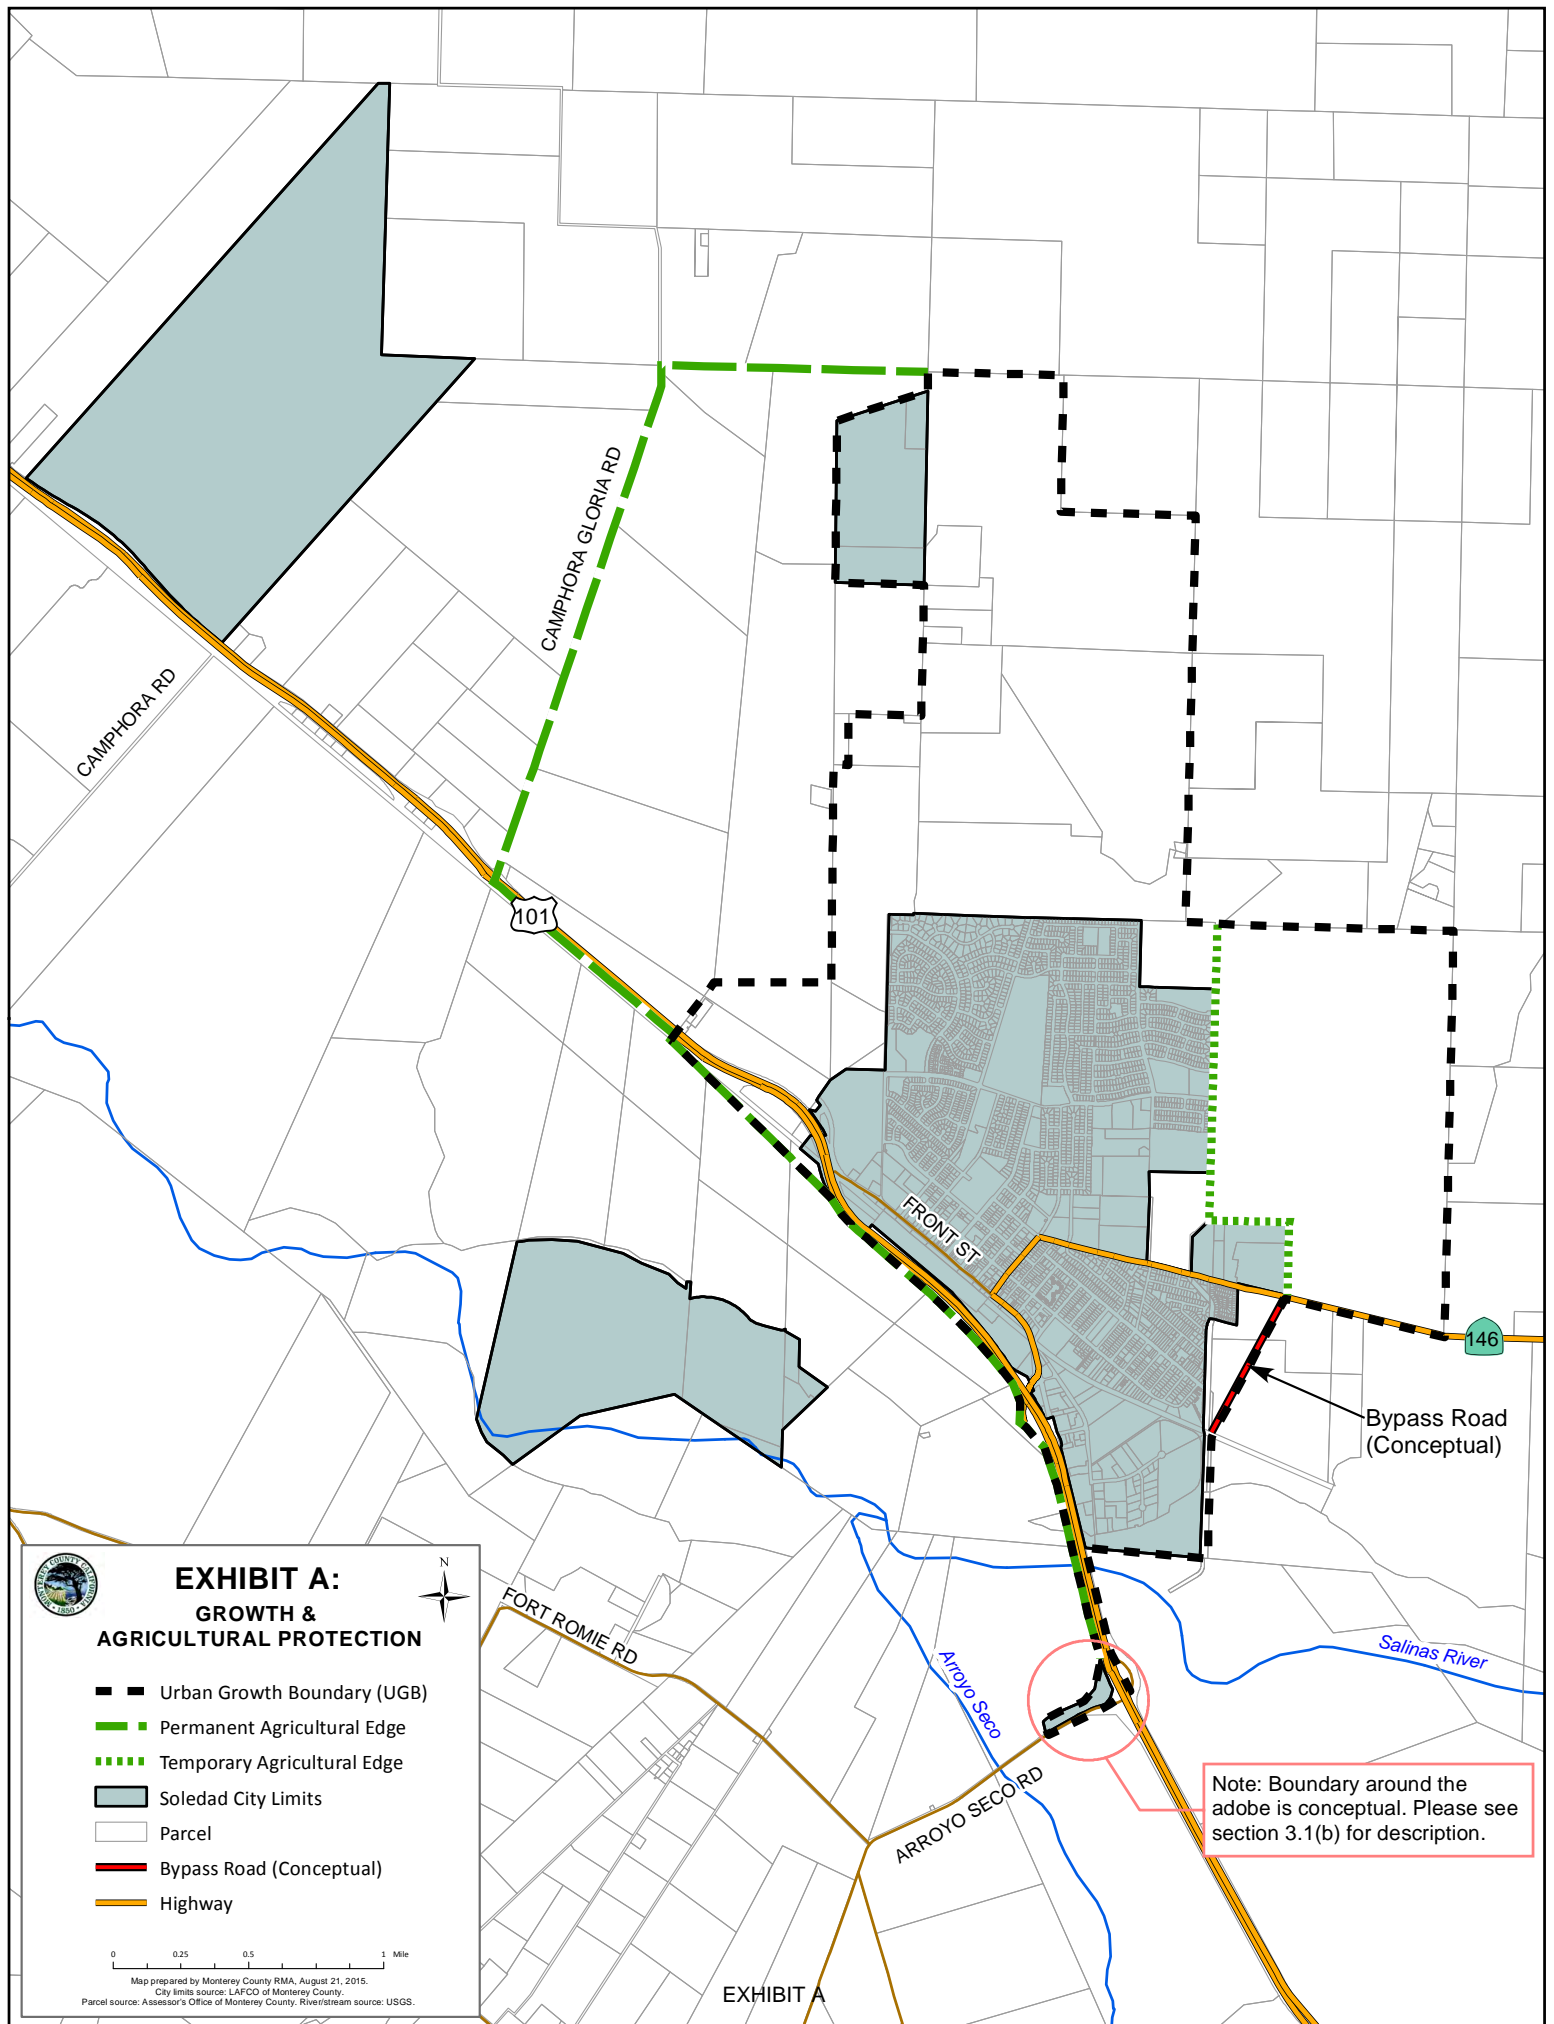 CAMPHORA GLORIA RD
CAMPHORA RD
101
FRONT ST
146
Bypass Road
(Conceptual)
MONTEREY COUNTY CALIFORNIA
1850
EXHIBIT A:
GROWTH &
AGRICULTURAL PROTECTION
N
Urban Growth Boundary (UGB)
Permanent Agricultural Edge
Temporary Agricultural Edge
Soledad City Limits
Parcel
Bypass Road (Conceptual)
Highway
0 0.25 0.5 1 Mile
Map prepared by Monterey County RMA, August 21, 2015.
City limits source: LAFCO of Monterey County.
Parcel source: Assessor's Office of Monterey County. River/stream source: USGS.
FORT ROMIE RD
Arroyo Seco
Salinas River
ARROYO SECO RD
Note: Boundary around the
adobe is conceptual. Please see
section 3.1(b) for description.
EXHIBIT A